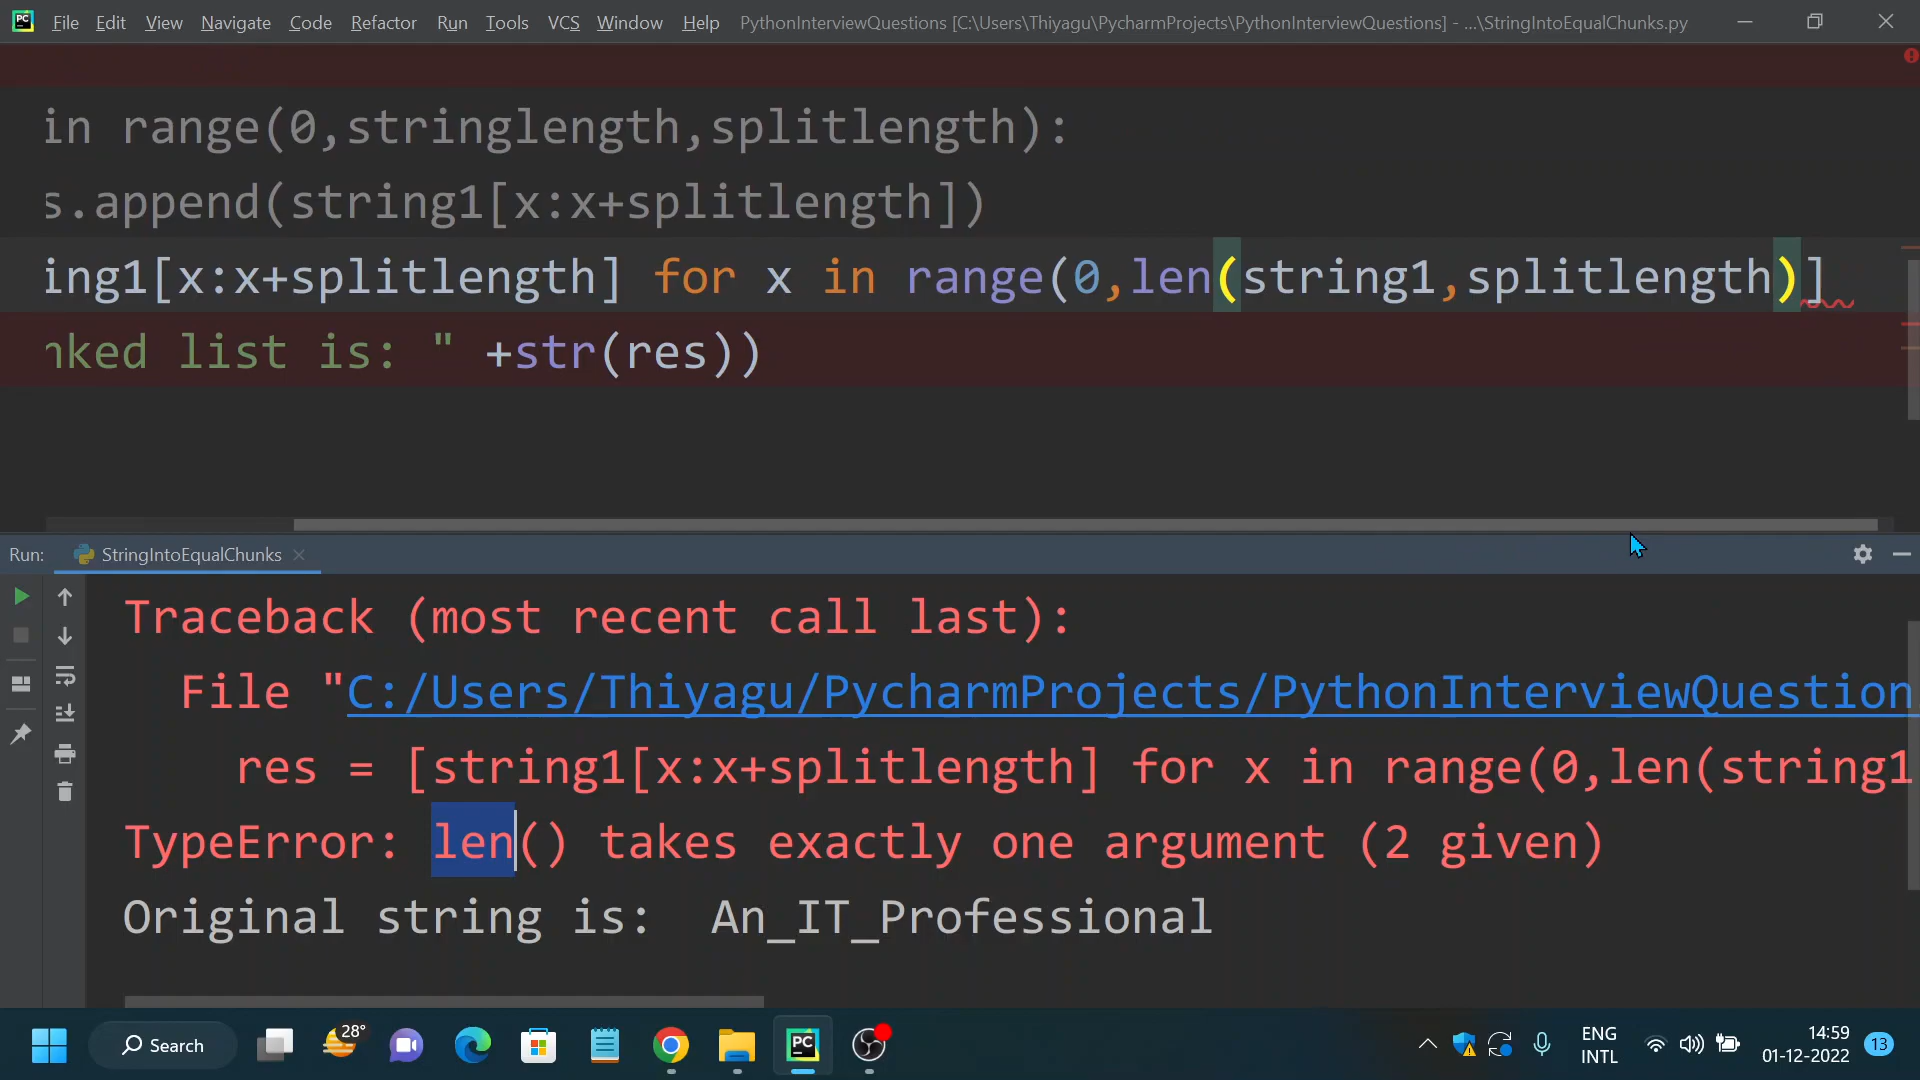 PC File Edit View Navigate Code Refactor Run Tools VCS Window Help PythonInterviewQuestions [C:\Users\Thiyagu\PycharmProjects\PythonInterviewQuestions] - ...\StringIntoEqualChunks.py
in range(0,stringlength,splitlength):
s.append(string1[x:x+splitlength])
ing1[x:x+splitlength] for x in range(0,len(string1,splitlength)]
nked list is: " +str(res))
Run: StringIntoEqualChunks
Traceback (most recent call last):
File "C:/Users/Thiyagu/PycharmProjects/PythonInterviewQuestion
res = [string1[x:x+splitlength] for x in range(0,len(string1
TypeError: len() takes exactly one argument (2 given)
Original string is:  An_IT_Professional
Search 28° PC ENG INTL 14:59 01-12-2022 13